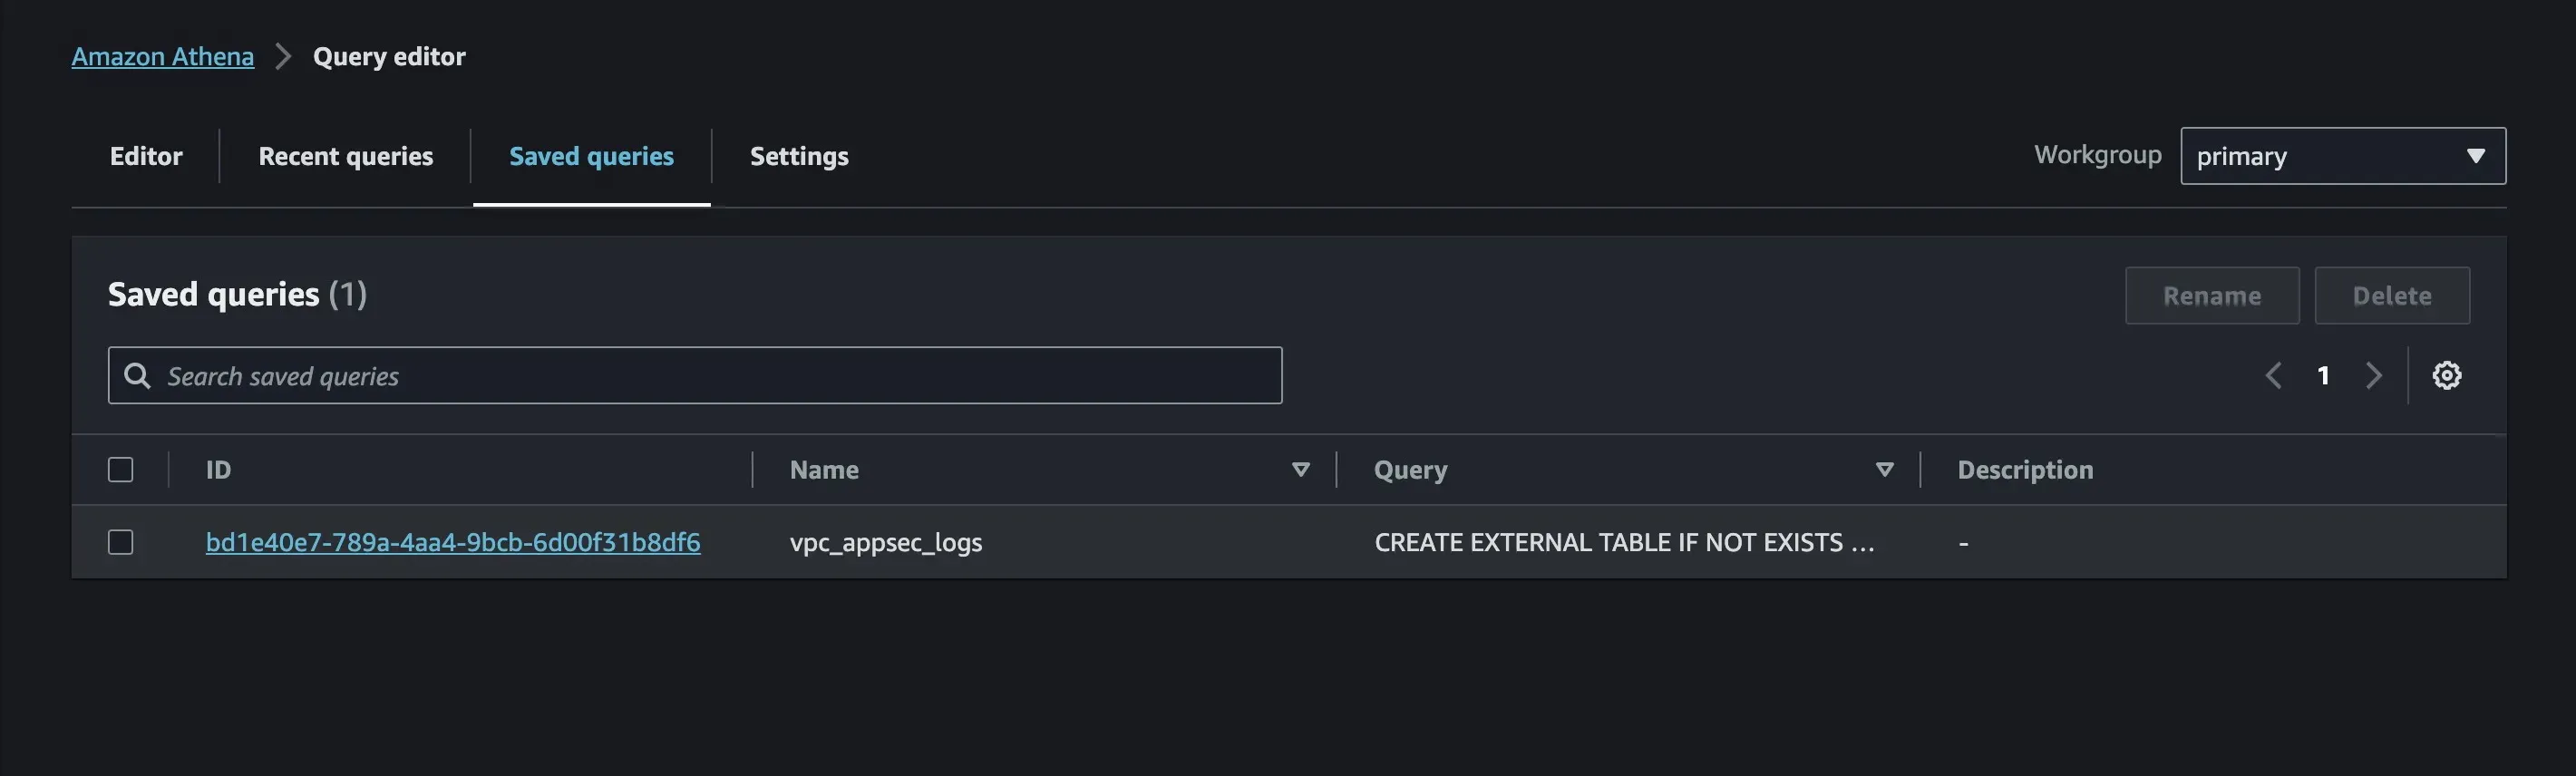 Amazon Athena > Query editor
Editor Recent queries Saved queries Settings Workgroup primary
Saved queries (1) Rename Delete
Search saved queries 1
ID Name Query Description
bd1e40e7-789a-4aa4-9bcb-6d00f31b8df6 vpc_appsec_logs CREATE EXTERNAL TABLE IF NOT EXISTS ... -